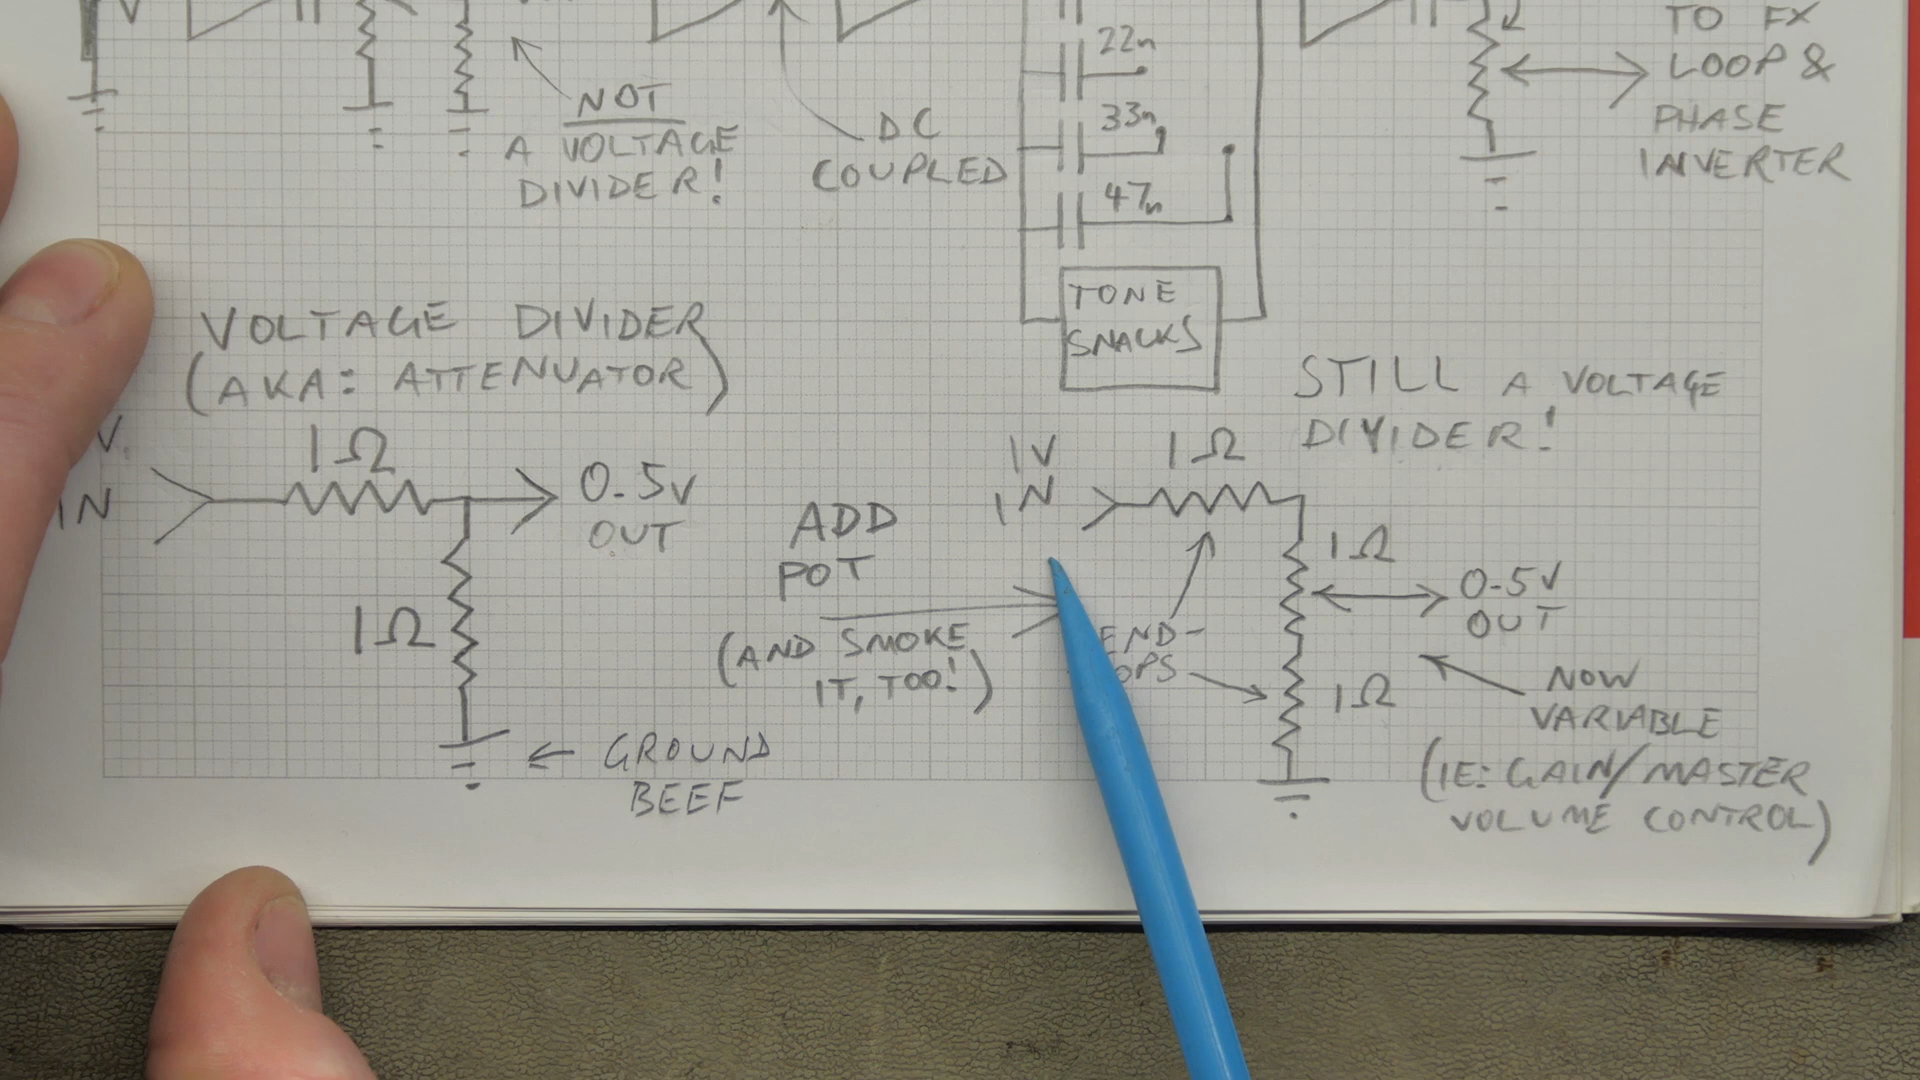 NOT
A VOLTAGE
DIVIDER!
DC
COUPLED
22n
33n
47n
TONE
SNACKS
TO FX
LOOP &
PHASE
INVERTER
VOLTAGE DIVIDER
(AKA: ATTENUATOR)
V
IN
1Ω
0.5V
OUT
1Ω
GROUND
BEEF
ADD
POT
(AND SMOKE
IT, TOO!)
STILL A VOLTAGE
DIVIDER!
1V
IN
1Ω
1Ω
0-5V
OUT
END-
OPS
1Ω
NOW
VARIABLE
(IE: GAIN/MASTER
VOLUME CONTROL)